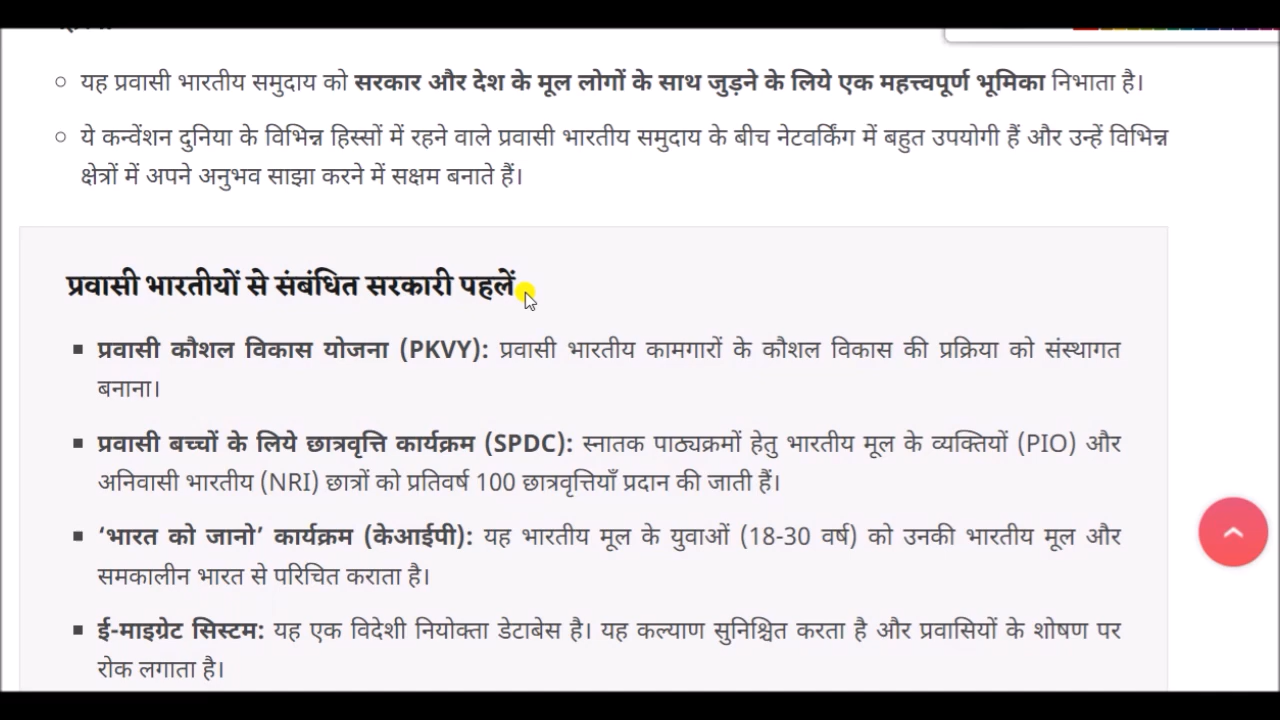 यह प्रवासी भारतीय समुदाय को सरकार और देश के मूल लोगों के साथ जुड़ने के लिये एक महत्त्वपूर्ण भूमिका निभाता है।
ये कन्वेंशन दुनिया के विभिन्न हिस्सों में रहने वाले प्रवासी भारतीय समुदाय के बीच नेटवर्किंग में बहुत उपयोगी हैं और उन्हें विभिन्न
क्षेत्रों में अपने अनुभव साझा करने में सक्षम बनाते हैं।
प्रवासी भारतीयों से संबंधित सरकारी पहलें
प्रवासी कौशल विकास योजना (PKVY): प्रवासी भारतीय कामगारों के कौशल विकास की प्रक्रिया को संस्थागत
बनाना।
प्रवासी बच्चों के लिये छात्रवृत्ति कार्यक्रम (SPDC): स्नातक पाठ्यक्रमों हेतु भारतीय मूल के व्यक्तियों (PIO) और
अनिवासी भारतीय (NRI) छात्रों को प्रतिवर्ष 100 छात्रवृत्तियाँ प्रदान की जाती हैं।
‘भारत को जानो’ कार्यक्रम (केआईपी): यह भारतीय मूल के युवाओं (18-30 वर्ष) को उनकी भारतीय मूल और
समकालीन भारत से परिचित कराता है।
ई-माइग्रेट सिस्टम: यह एक विदेशी नियोक्ता डेटाबेस है। यह कल्याण सुनिश्चित करता है और प्रवासियों के शोषण पर
रोक लगाता है।